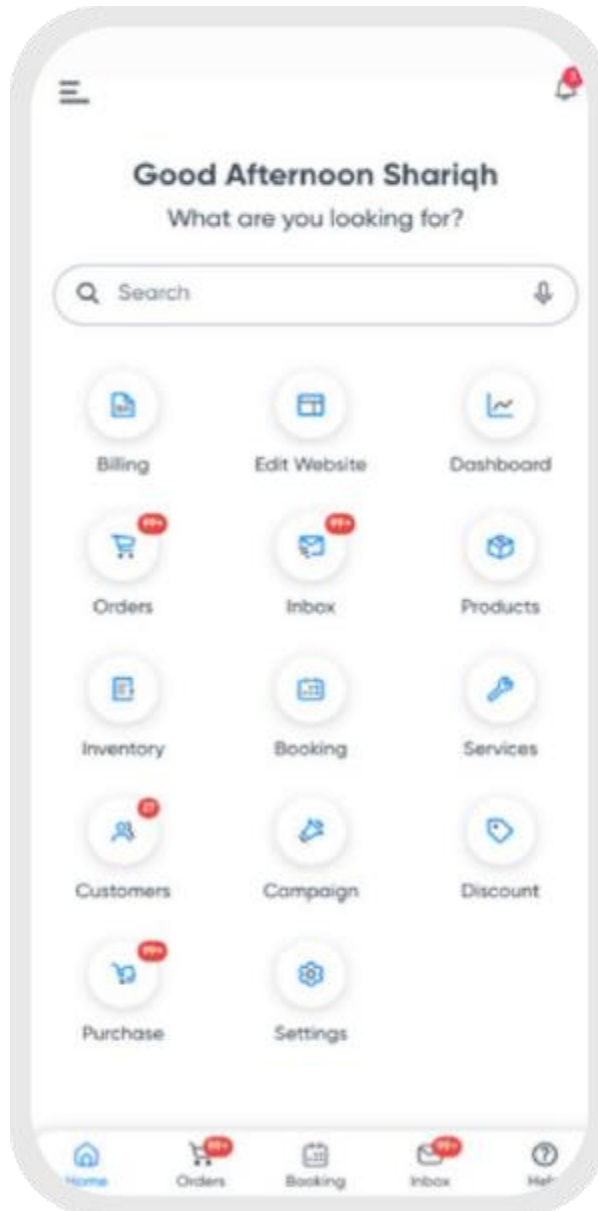 Good Afternoon Shariqh
What are you looking for?
Search
Billing Edit Website Dashboard
99+ 99+
Orders Inbox Products
Inventory Booking Services
27
Customers Campaign Discount
99+
Purchase Settings
99+ 99+
Home Orders Booking Inbox